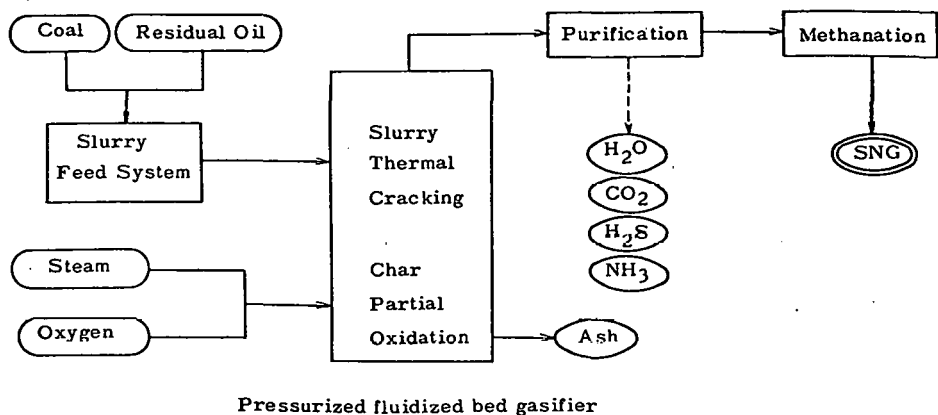 Coal
Residual Oil
Purification
Methanation
Slurry
Feed System
Slurry
Thermal
Cracking
H2O
SNG
CO2
H2S
NH3
Steam
Oxygen
Char
Partial
Oxidation
Ash
Pressurized fluidized bed gasifier